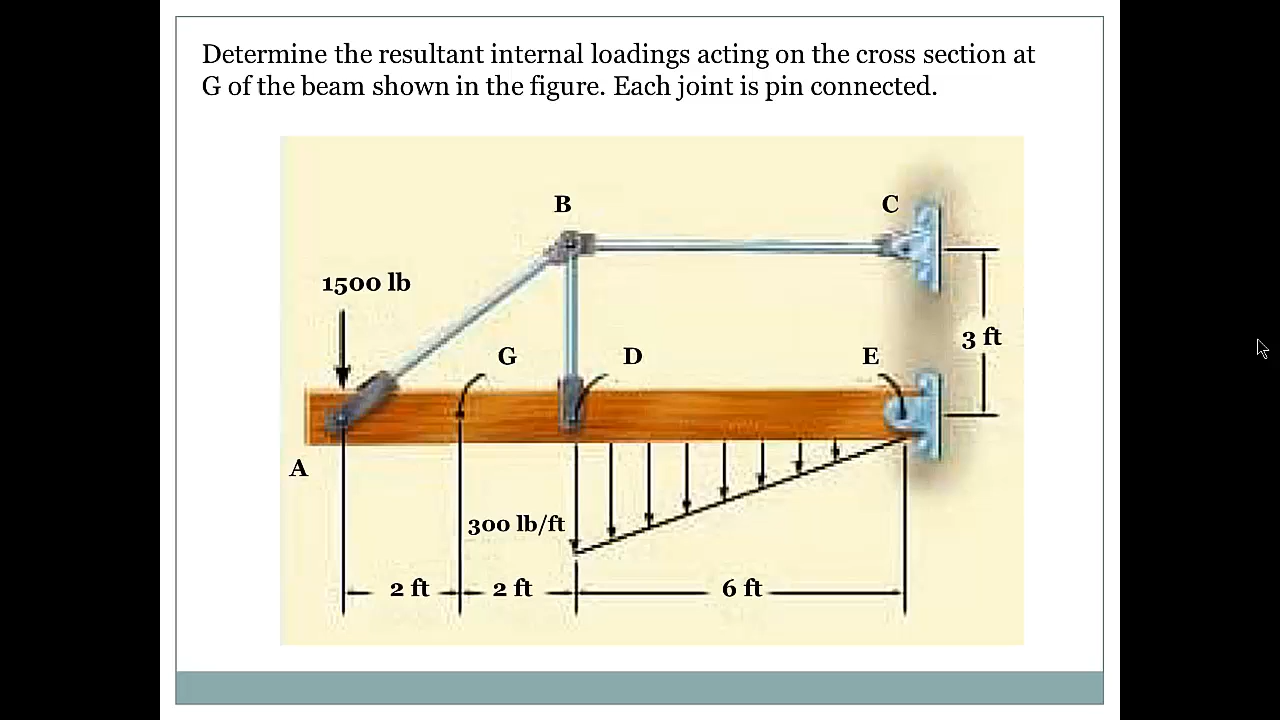 Determine the resultant internal loadings acting on the cross section at
G of the beam shown in the figure. Each joint is pin connected.
B
C
1500 lb
3 ft
G
D
E
A
300 lb/ft
2 ft
2 ft
6 ft